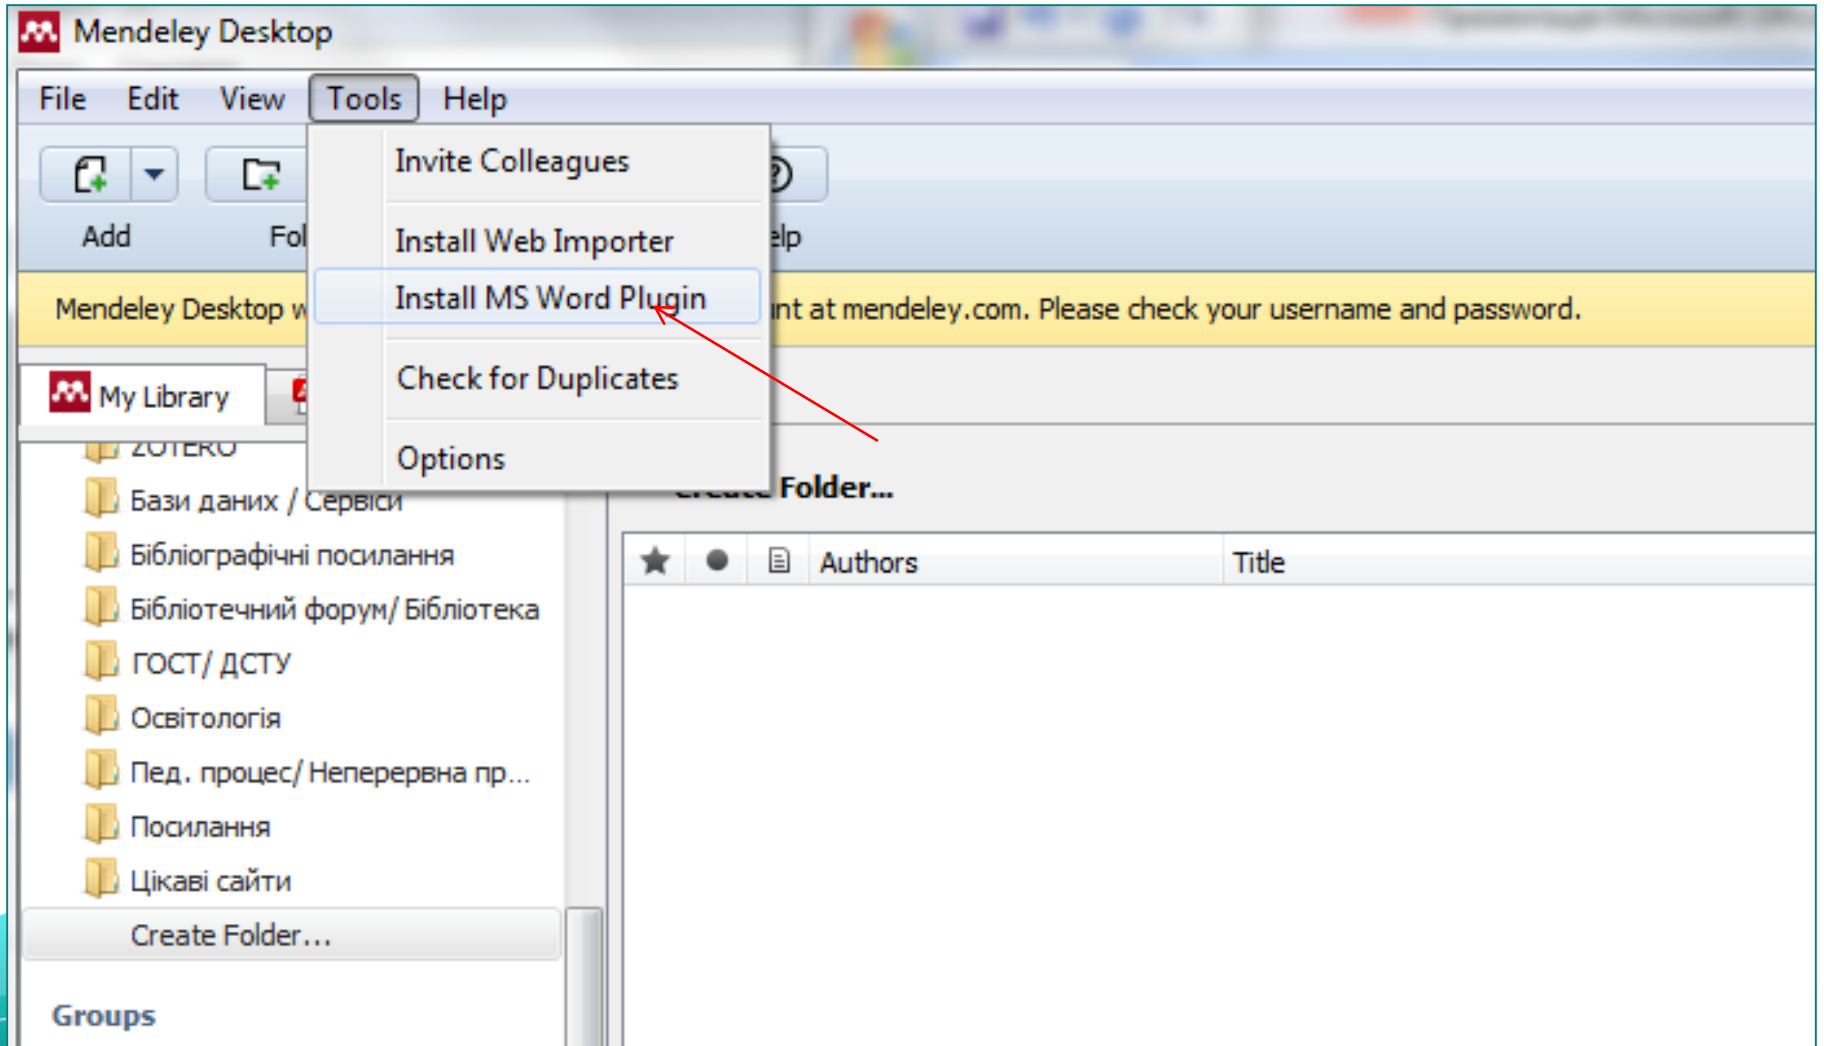 Mendeley Desktop
File Edit View Tools Help
Invite Colleagues
Install Web Importer
Install MS Word Plugin
Check for Duplicates
Options
Add
Mendeley Desktop at mendeley.com. Please check your username and password.
My Library
ZOTERO
Бази даних / Сервіси
Бібліографічні посилання
Бібліотечний форум/ Бібліотека
ГОСТ/ ДСТУ
Освітологія
Пед. процес/ Неперервна пр...
Посилання
Цікаві сайти
Create Folder...
Groups
Create Folder...
Authors Title